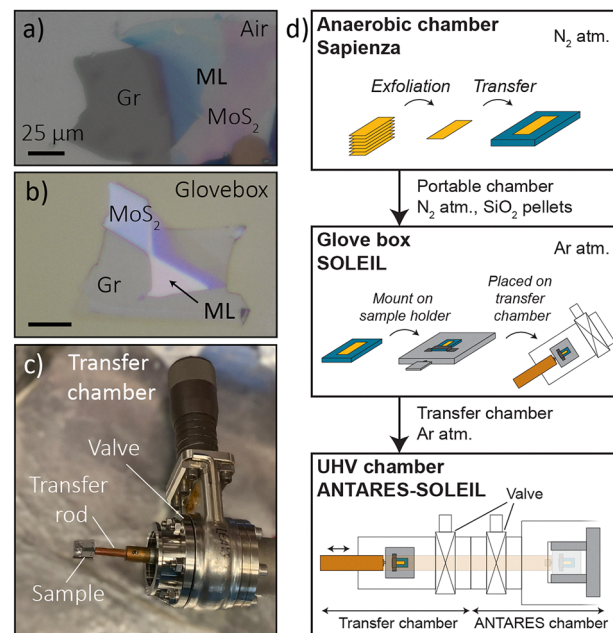 a)
Air
Gr
ML
MoS2
25 μm
b)
Glovebox
MoS2
Gr
ML
c)
Transfer
chamber
Valve
Transfer
rod
Sample
d)
Anaerobic chamber
Sapienza
N2 atm.
Exfoliation
Transfer
Portable chamber
N2 atm., SiO2 pellets
Glove box
SOLEIL
Ar atm.
Mount on
sample holder
Placed on
transfer
chamber
Transfer chamber
Ar atm.
UHV chamber
ANTARES-SOLEIL
Valve
Transfer chamber
ANTARES chamber